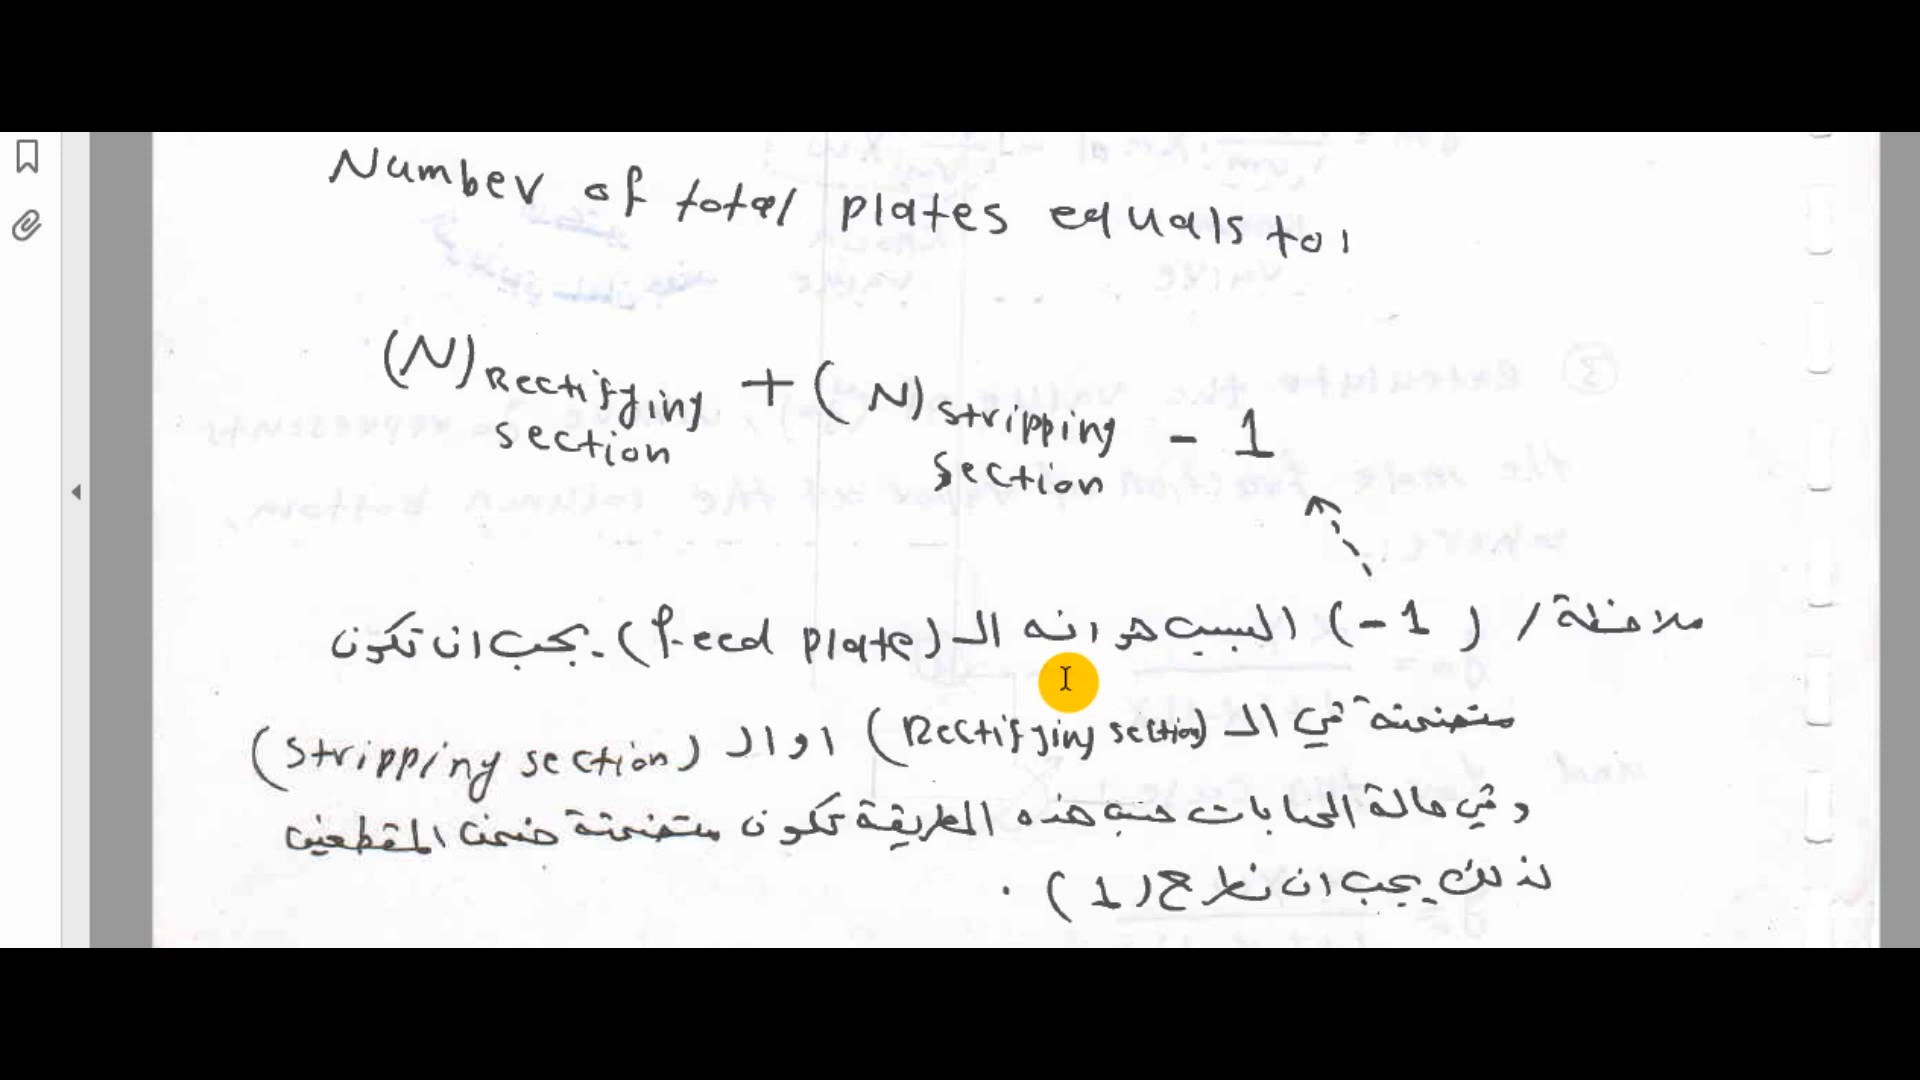 Number of total plates equals to:
(N) Rectifying section + (N) stripping section - 1
ملاحظة / (-1) السبب هو انه الـ (feed plate) يجب ان تكون
متضمنة في الـ (Rectifying section) او الـ (stripping section)
وفي حالة الحسابات حسب هذه الطريقة تكون متضمنة ضمن المقطعين
لذلك يجب ان نطرح (1) .